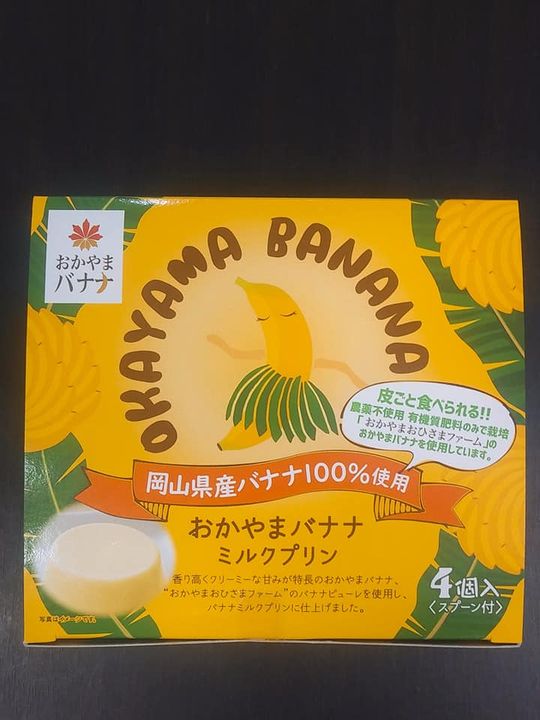 おかやま
バナナ
OKAYAMA BANANA
皮ごと食べられる!!
農薬不使用 有機質肥料のみで栽培
「おかやまおひさまファーム」の
おかやまバナナを使用しています。
岡山県産バナナ100%使用
おかやまバナナ
ミルクプリン
香り高くクリーミーな甘みが特長のおかやまバナナ、
“おかやまおひさまファーム”のバナナピューレを使用し、
バナナミルクプリンに仕上げました。
4個入
〈スプーン付〉
写真はイメージです。